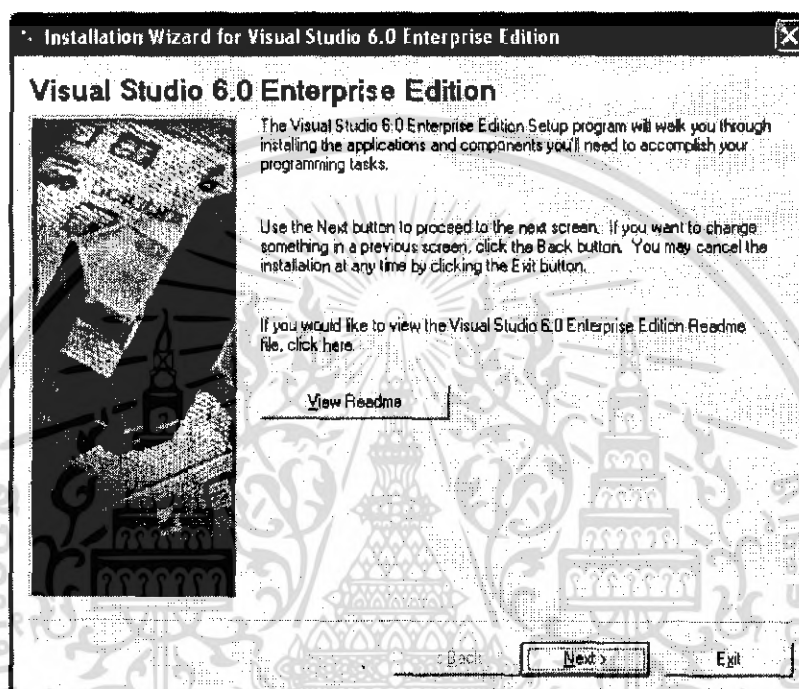 Installation Wizard for Visual Studio 6.0 Enterprise Edition
Visual Studio 6.0 Enterprise Edition
The Visual Studio 6.0 Enterprise Edition Setup program will walk you through
installing the applications and components you'll need to accomplish your
programming tasks.
Use the Next button to proceed to the next screen. If you want to change
something in a previous screen, click the Back button. You may cancel the
installation at any time by clicking the Exit button.
If you would like to view the Visual Studio 6.0 Enterprise Edition Readme
file, click here.
View Readme
< Back
Next >
Exit